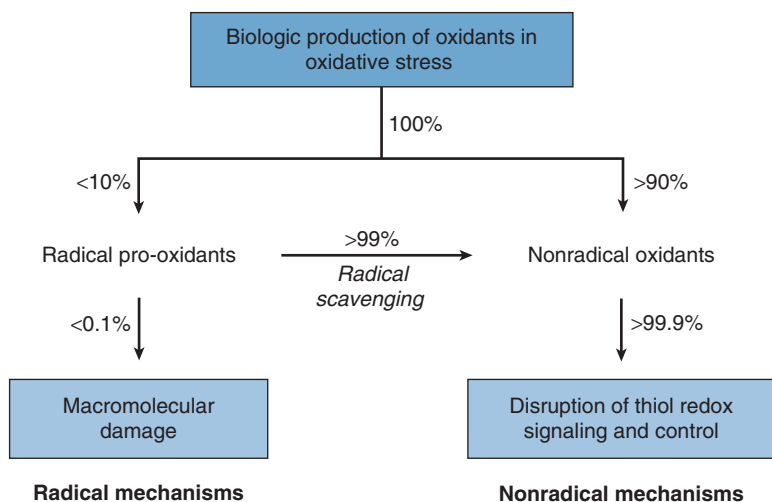 Biologic production of oxidants in
oxidative stress
100%
<10%
>90%
Radical pro-oxidants
>99%
Radical
scavenging
Nonradical oxidants
<0.1%
>99.9%
Macromolecular
damage
Disruption of thiol redox
signaling and control
Radical mechanisms
Nonradical mechanisms